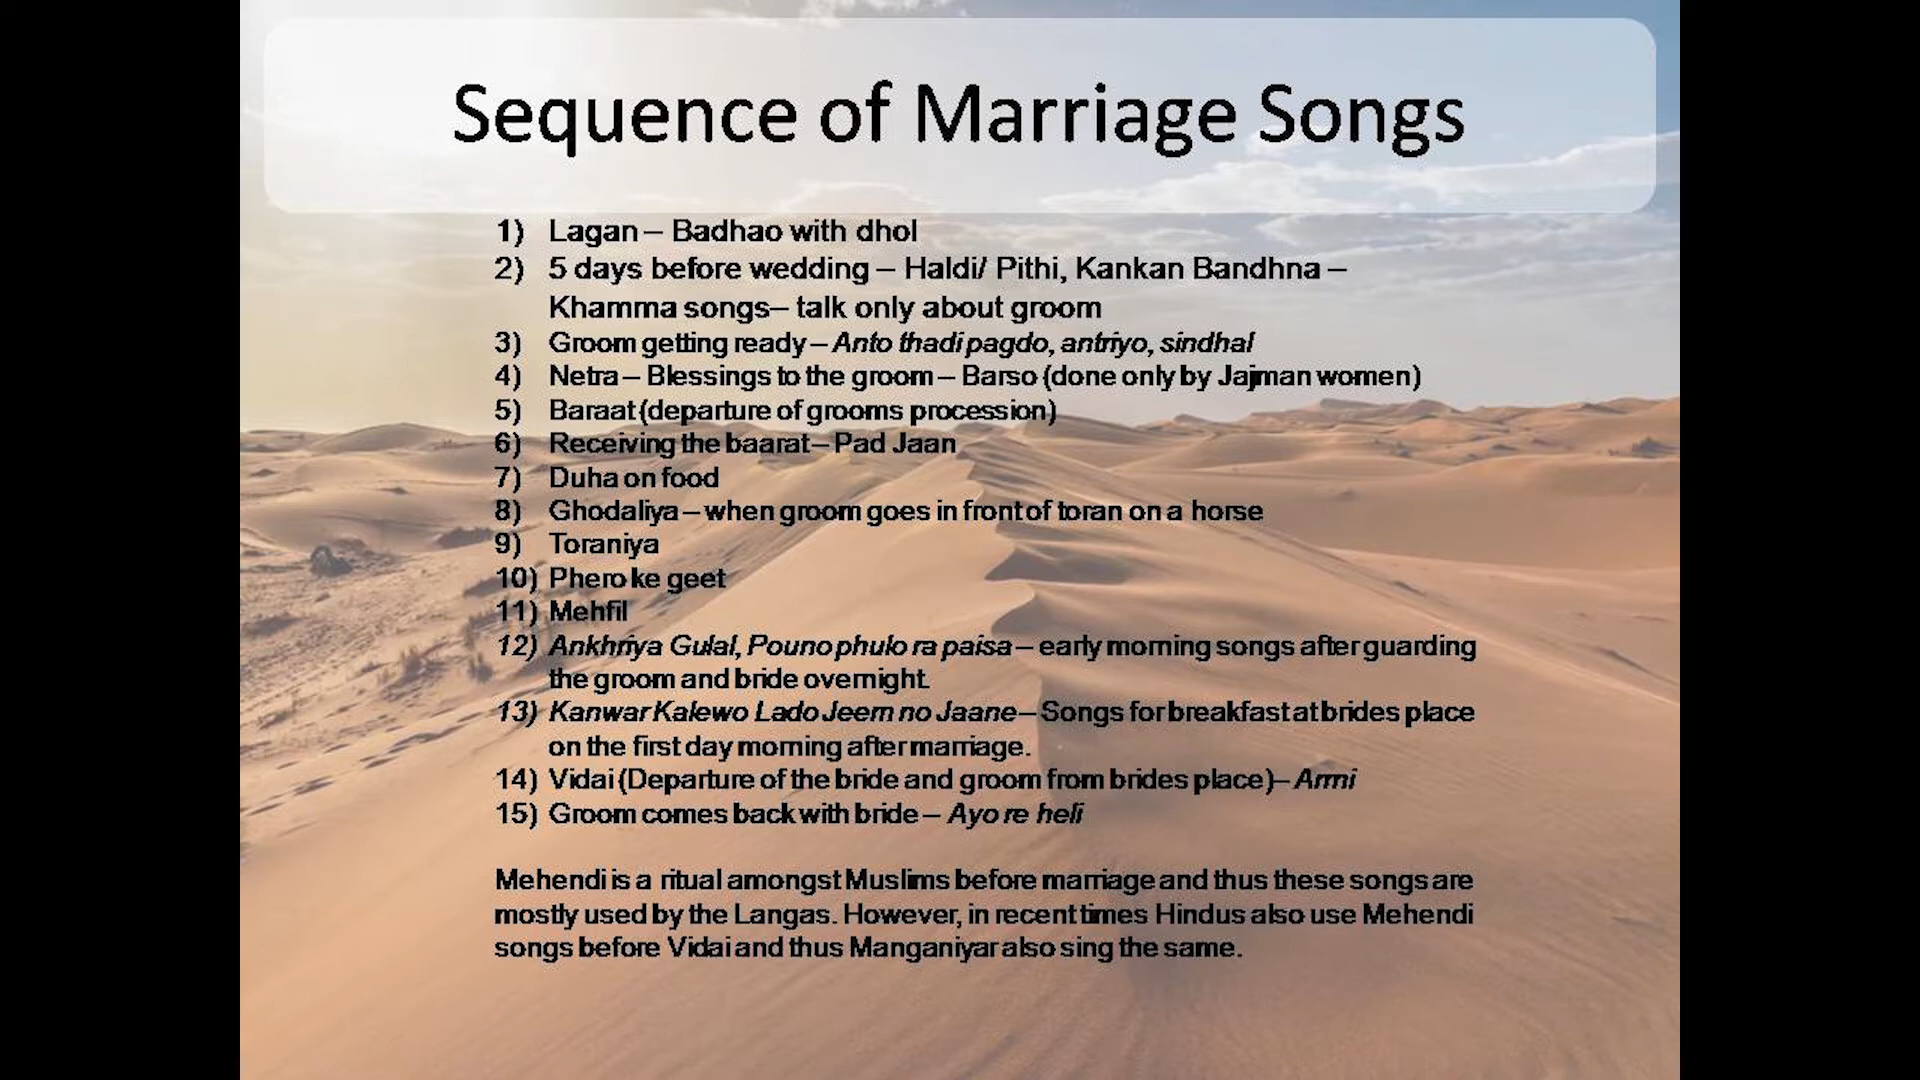 Sequence of Marriage Songs
1) Lagan – Badhao with dhol
2) 5 days before wedding – Haldi/ Pithi, Kankan Bandhna –
Khamma songs– talk only about groom
3) Groom getting ready – Anto thadi pagdo, antriyo, sindhal
4) Netra – Blessings to the groom – Barso (done only by Jajman women)
5) Baraat (departure of grooms procession)
6) Receiving the baarat – Pad Jaan
7) Duha on food
8) Ghodaliya – when groom goes in front of toran on a horse
9) Toraniya
10) Phero ke geet
11) Mehfil
12) Ankhriya Gulal, Pouno phulo ra paisa – early morning songs after guarding
the groom and bride overnight.
13) Kanwar Kalewo Lado Jeem no Jaane – Songs for breakfast at brides place
on the first day morning after marriage.
14) Vidai (Departure of the bride and groom from brides place)– Armi
15) Groom comes back with bride – Ayo re heli
Mehendi is a ritual amongst Muslims before marriage and thus these songs are
mostly used by the Langas. However, in recent times Hindus also use Mehendi
songs before Vidai and thus Manganiyar also sing the same.